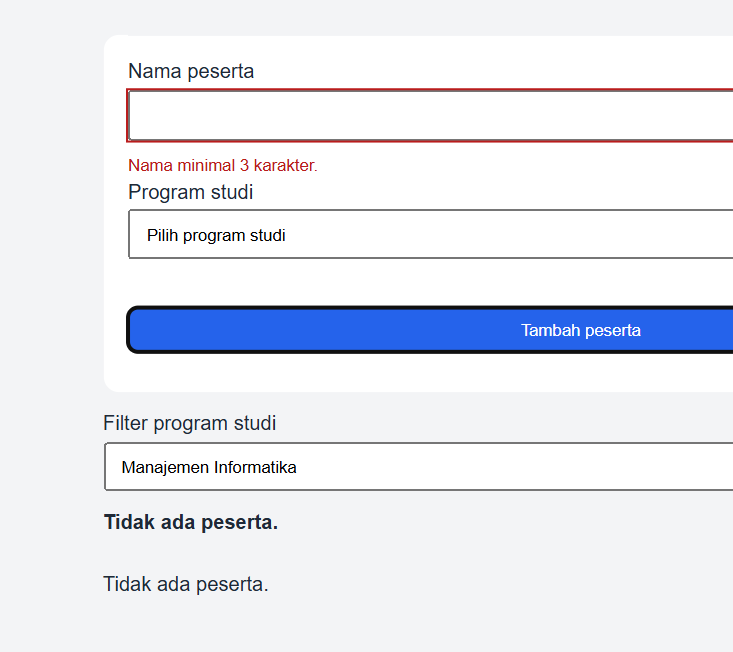 Nama peserta
Nama minimal 3 karakter.
Program studi
Pilih program studi
Tambah peserta
Filter program studi
Manajemen Informatika
Tidak ada peserta.
Tidak ada peserta.